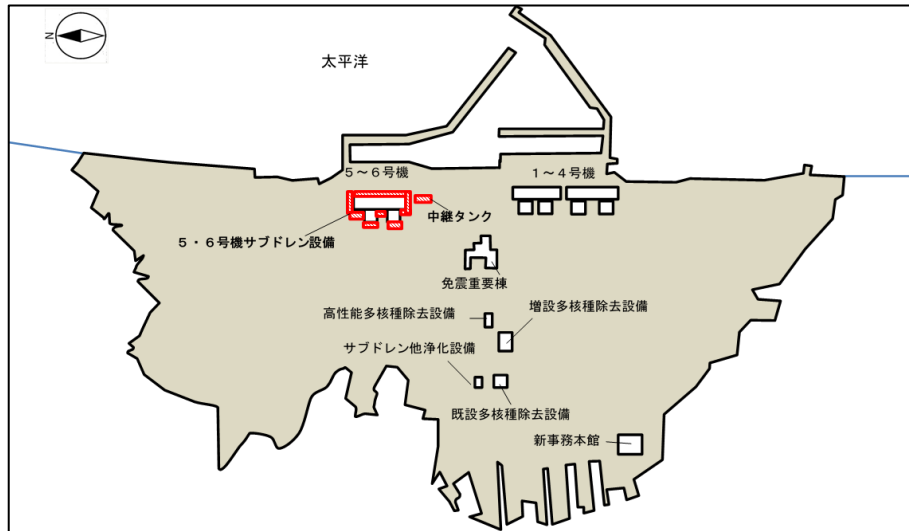 N
太平洋
5～6号機
1～4号機
中継タンク
5・6号機サブドレン設備
免震重要棟
高性能多核種除去設備
増設多核種除去設備
サブドレン他浄化設備
既設多核種除去設備
新事務本館